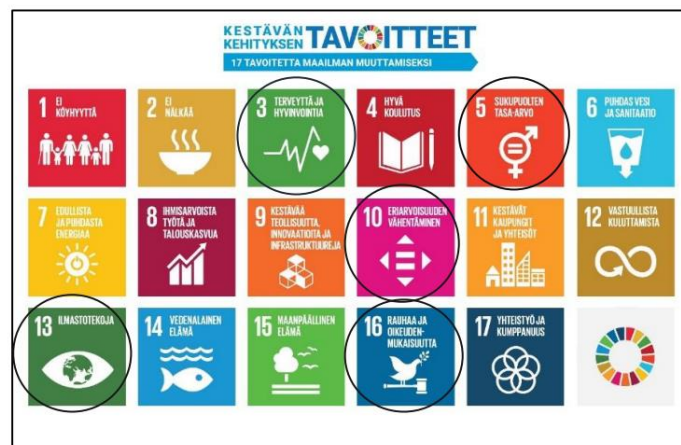 KESTÄVÄN
KEHITYKSEN
TAVOITTEET
17 TAVOITETTA MAAILMAN MUUTTAMISEKSI
1 EI
KÖYHYYTTÄ
2 EI
NÄLKÄÄ
3 TERVEYTTÄ JA
HYVINVOINTIA
4 HYVÄ
KOULUTUS
5 SUKUPUOLTEN
TASA-ARVO
6 PUHDAS VESI
JA SANITAATIO
7 EDULLISTA
JA PUHDASTA
ENERGIAA
8 IHMISARVOISTA
TYÖTÄ JA
TALOUSKASVUA
9 KESTÄVÄÄ
TEOLLISUUTTA,
INNOVAATIOITA JA
INFRASTRUKTUUREJA
10 ERIARVOISUUDEN
VÄHENTÄMINEN
11 KESTÄVÄT
KAUPUNGIT
JA YHTEISÖT
12 VASTUULLISTA
KULUTTAMISTA
13 ILMASTOTEKOJA
14 VEDENALAINEN
ELÄMÄ
15 MAANPÄÄLLINEN
ELÄMÄ
16 RAUHAA JA
OIKEUDEN-
MUKAISUUTTA
17 YHTEISTYÖ JA
KUMPPANUUS